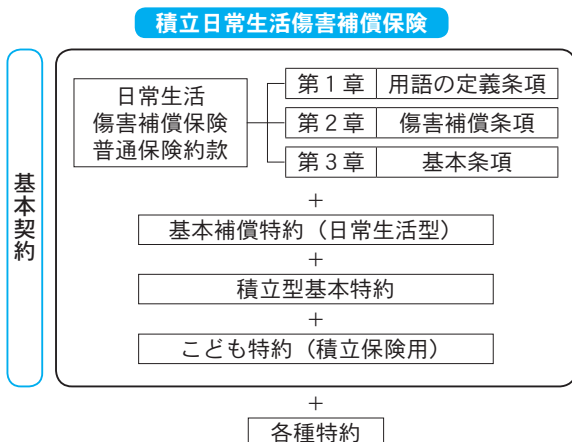 積立日常生活傷害補償保険
基本契約
日常生活
傷害補償保険
普通保険約款
第1章 用語の定義条項
第2章 傷害補償条項
第3章 基本条項
+
基本補償特約（日常生活型）
+
積立型基本特約
+
こども特約（積立保険用）
+
各種特約